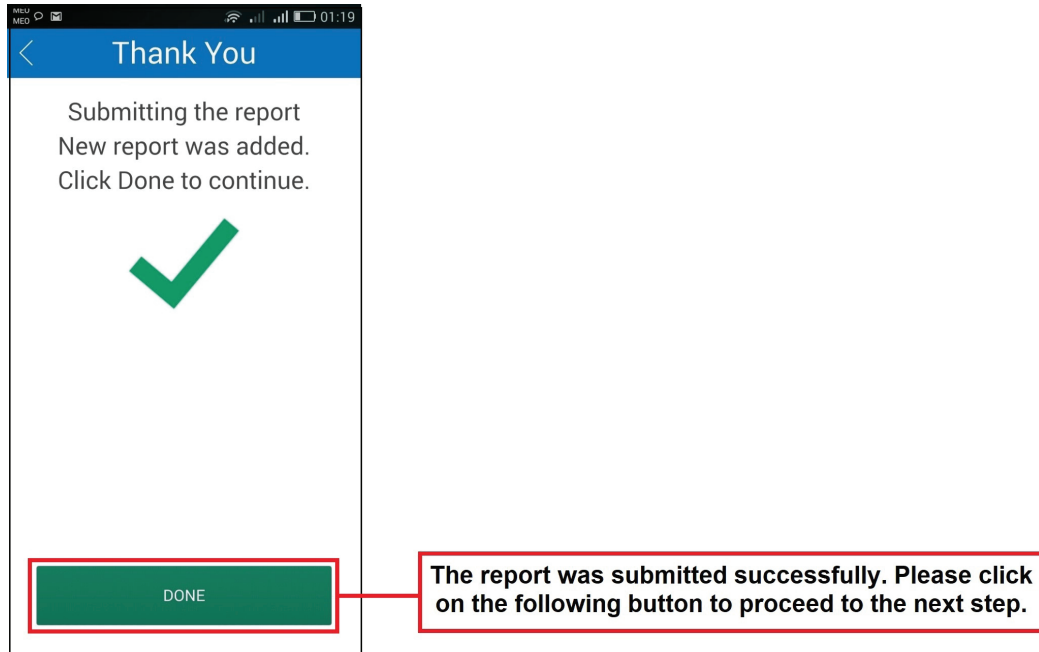 MEO
MEO
01:19
Thank You
Submitting the report
New report was added.
Click Done to continue.
DONE
The report was submitted successfully. Please click
on the following button to proceed to the next step.